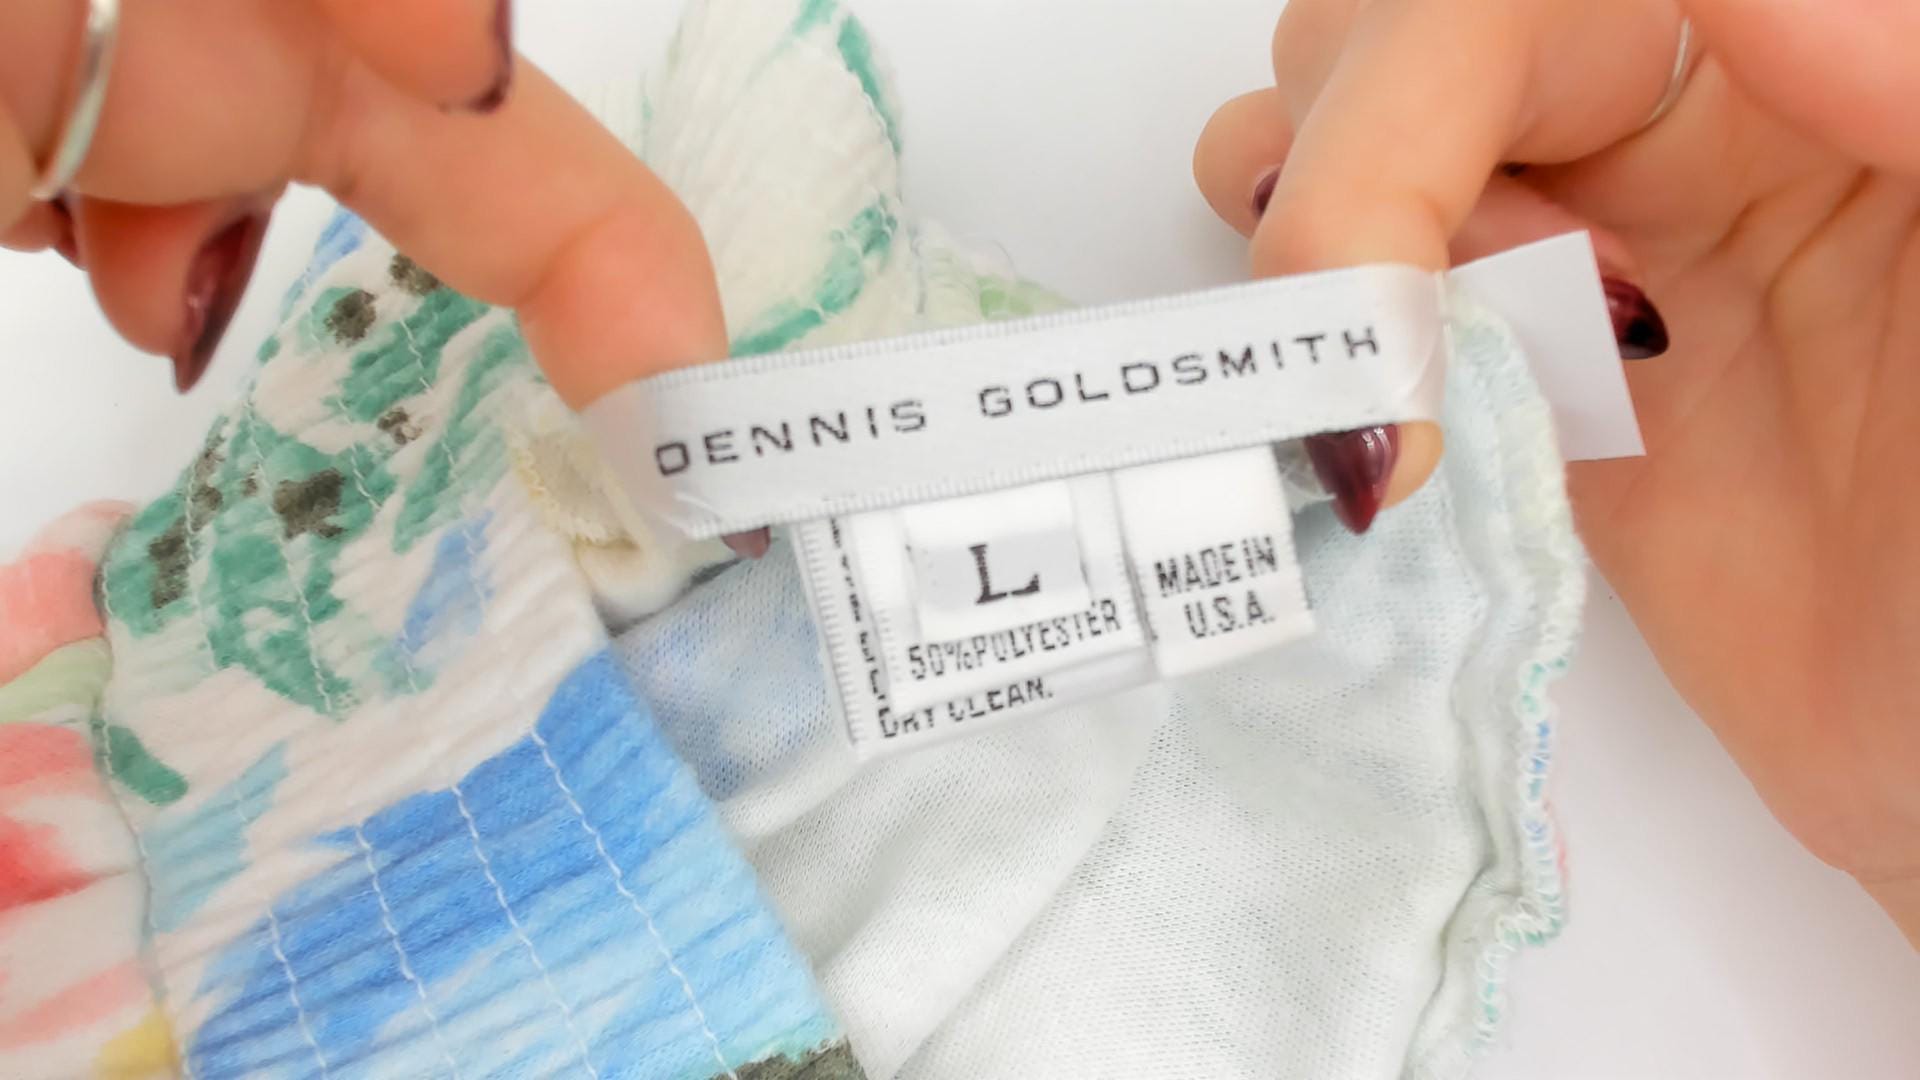 DENNIS GOLDSMITH
L
50%POLYESTER
DRY CLEAN.
MADE IN
U.S.A.